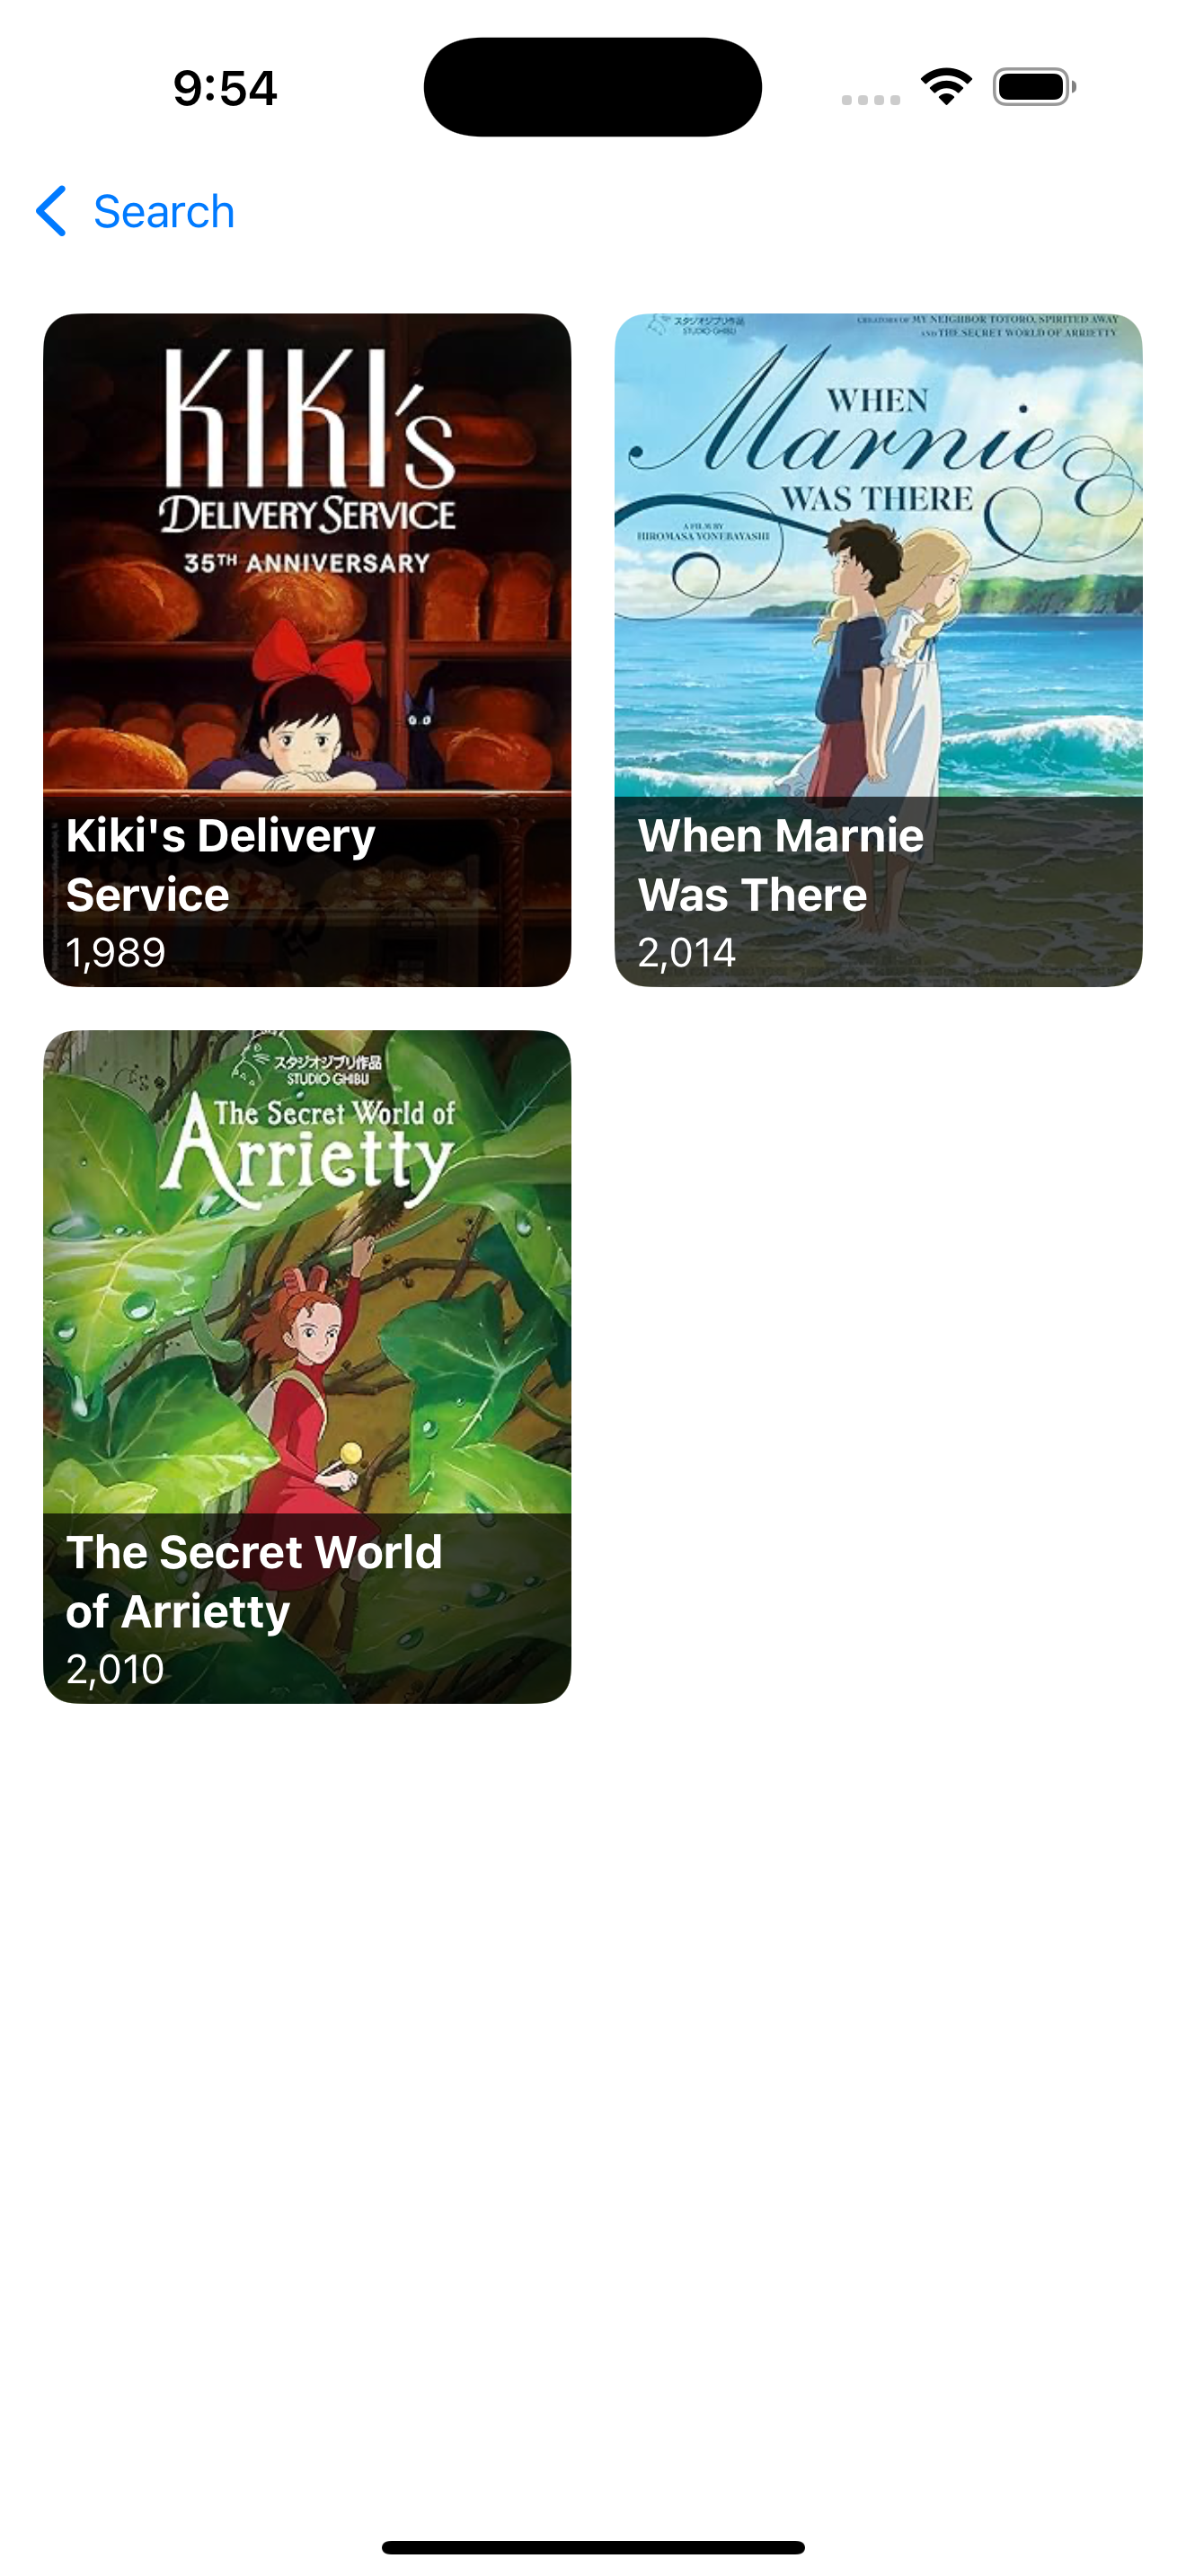 9:54
Search
KIKI's
DELIVERY SERVICE
35TH ANNIVERSARY
Kiki's Delivery
Service
1,989
スタジオジブリ作品
STUDIO GHIBLI
CREATORS OF MY NEIGHBOR TOTORO, SPIRITED AWAY
AND THE SECRET WORLD OF ARRIETTY
WHEN
Marnie
WAS THERE
A FILM BY
HIROMASA YONEBAYASHI
When Marnie
Was There
2,014
スタジオジブリ作品
STUDIO GHIBLI
The Secret World of
Arrietty
The Secret World
of Arrietty
2,010